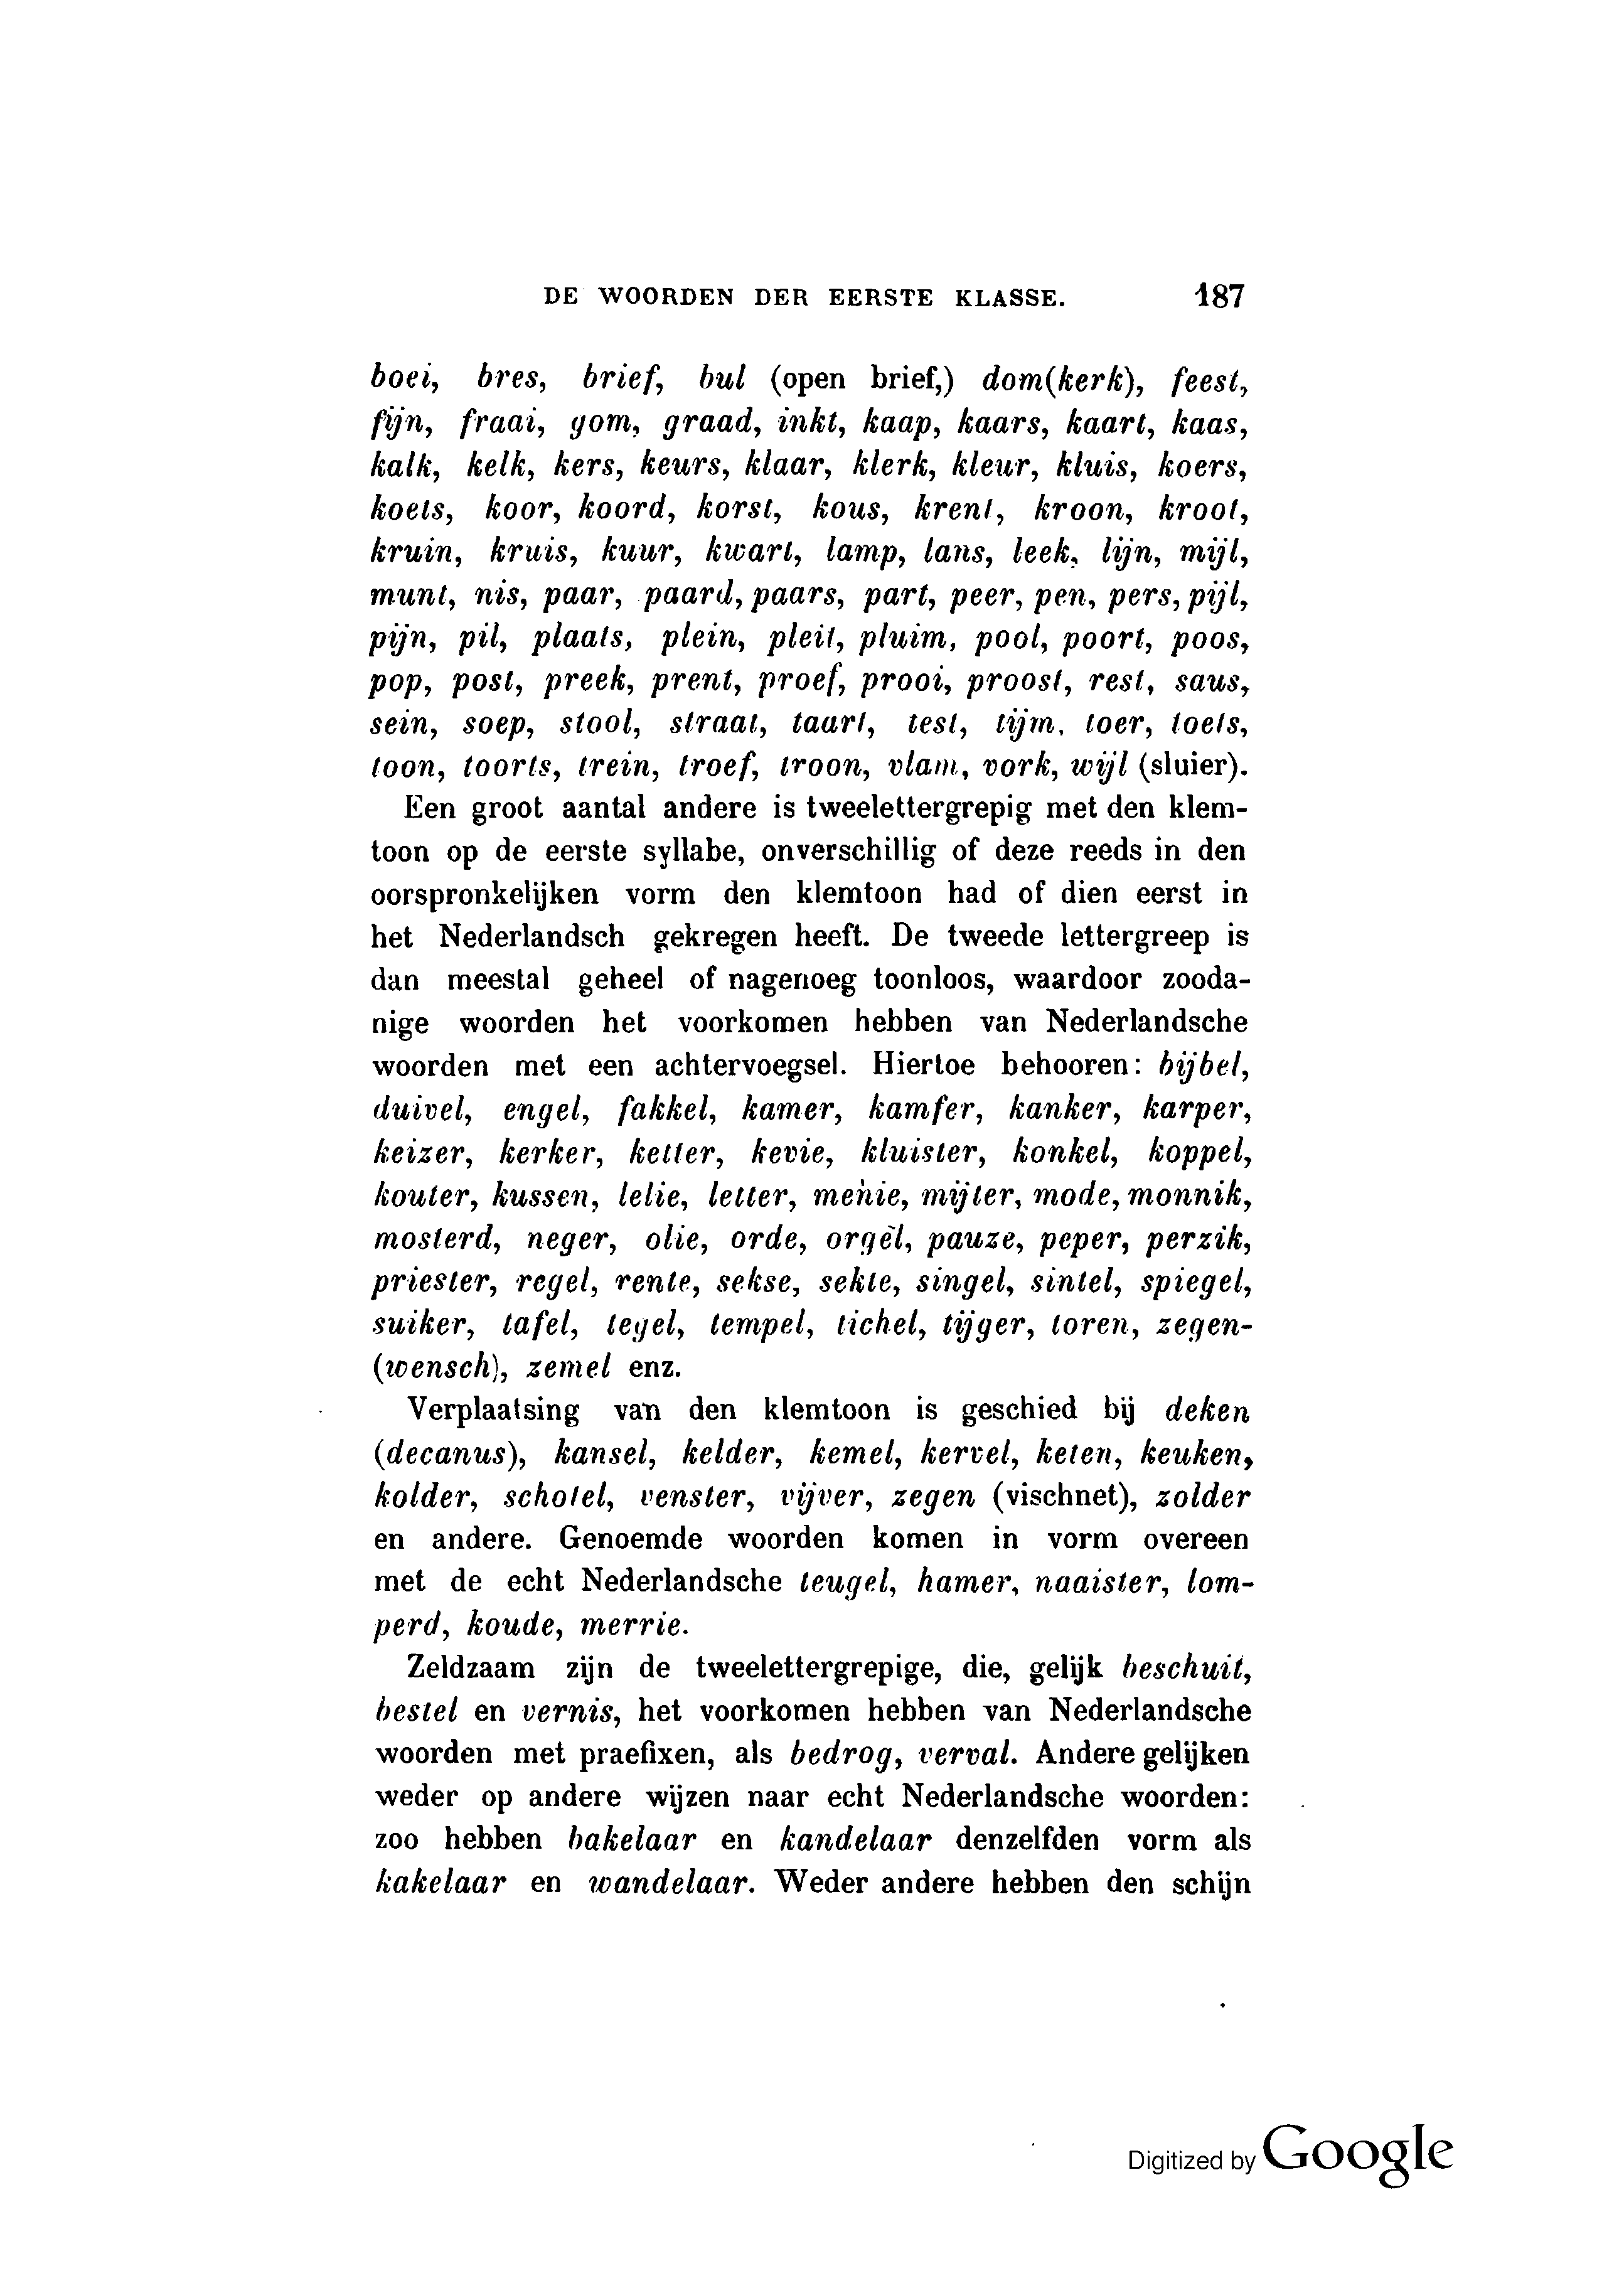 DE WOORDEN DER EERSTE KLASSE. 187
boei, bres, brief, bul (open brief,) dom(kerk), feest,
fijn, fraai, gom, graad, inkt, kaap, kaars, kaart, kaas,
kalk, kelk, kers, keurs, klaar, klerk, kleur, kluis, koers,
koets, koor, koord, korst, kous, krent, kroon, kroot,
kruin, kruis, kuur, kwart, lamp, lans, leek, lijn, mijl,
munt, nis, paar, paard, paars, part, peer, pen, pers, pijl,
pijn, pil, plaats, plein, pleit, pluim, pool, poort, poos,
pop, post, preek, prent, proef, prooi, proost, rest, saus,
sein, soep, stool, straat, taart, test, tijm, toer, toets,
toon, toorts, trein, troef, troon, vlam, vork, wijl (sluier).
Een groot aantal andere is tweelettergrepig met den klem-
toon op de eerste syllabe, onverschillig of deze reeds in den
oorspronkelijken vorm den klemtoon had of dien eerst in
het Nederlandsch gekregen heeft. De tweede lettergreep is
dan meestal geheel of nagenoeg toonloos, waardoor zooda-
nige woorden het voorkomen hebben van Nederlandsche
woorden met een achtervoegsel. Hiertoe behooren: bijbel,
duivel, engel, fakkel, kamer, kamfer, kanker, karper,
keizer, kerker, ketter, kevie, kluister, konkel, koppel,
kouter, kussen, lelie, letter, menie, mijter, mode, monnik,
mosterd, neger, olie, orde, orgel, pauze, peper, perzik,
priester, regel, rente, sekse, sekte, singel, sintel, spiegel,
suiker, tafel, tegel, tempel, tichel, tijger, toren, zegen-
(wensch), zemel enz.
Verplaatsing van den klemtoon is geschied bij deken
(decanus), kansel, kelder, kemel, kervel, keten, keuken,
kolder, schotel, venster, vijver, zegen (vischnet), zolder
en andere. Genoemde woorden komen in vorm overeen
met de echt Nederlandsche teugel, hamer, naaister, lom-
perd, koude, merrie.
Zeldzaam zijn de tweelettergrepige, die, gelijk beschuit,
bestel en vernis, het voorkomen hebben van Nederlandsche
woorden met praefixen, als bedrog, verval. Andere gelijken
weder op andere wijzen naar echt Nederlandsche woorden:
zoo hebben bakelaar en kandelaar denzelfden vorm als
kakelaar en wandelaar. Weder andere hebben den schijn
Digitized by Google